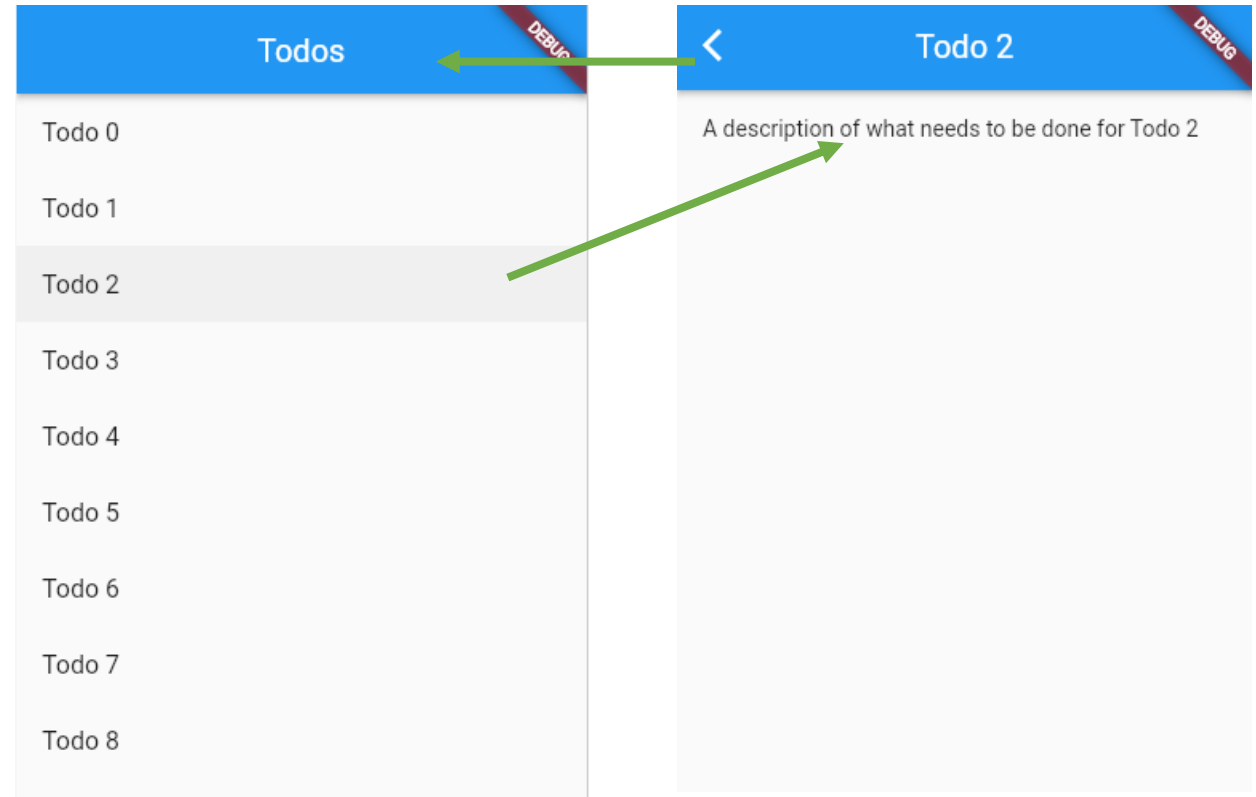 Todos
DEBUG
Todo 0
Todo 1
Todo 2
Todo 3
Todo 4
Todo 5
Todo 6
Todo 7
Todo 8
Todo 2
DEBUG
A description of what needs to be done for Todo 2